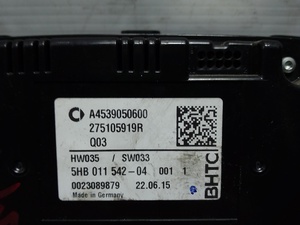 A4539050600
275105919R
Q03
HW035 / SW033
5HB 011 542-04 001 1
0023089879 22.06.15
Made in Germany
BHTC